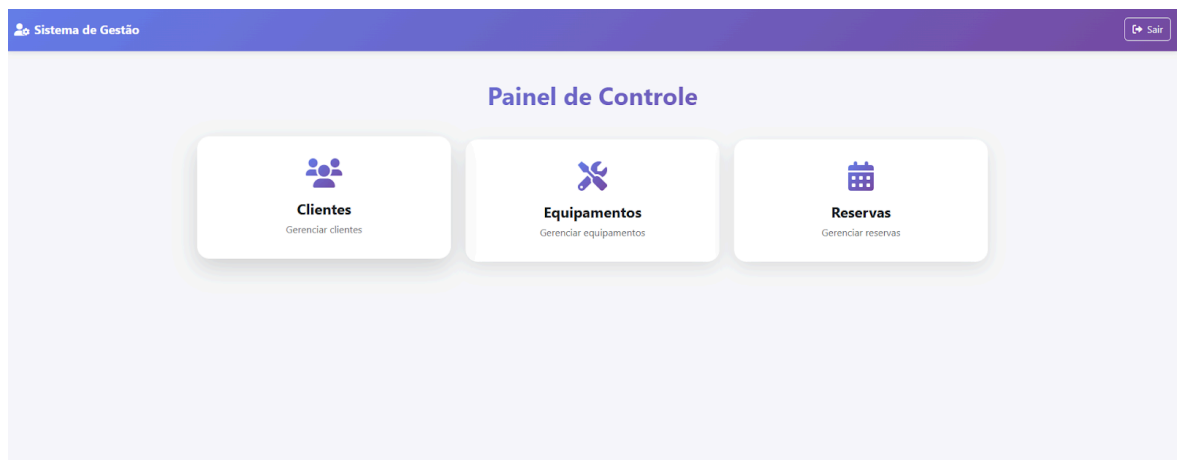 Sistema de Gestão
Sair
Painel de Controle
Clientes
Gerenciar clientes
Equipamentos
Gerenciar equipamentos
Reservas
Gerenciar reservas